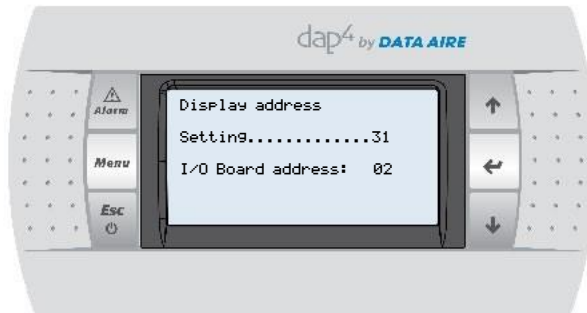 dap4 by DATA AIRE
Alarm
Menu
Esc
Display address
Setting.............31
I/O Board address: 02